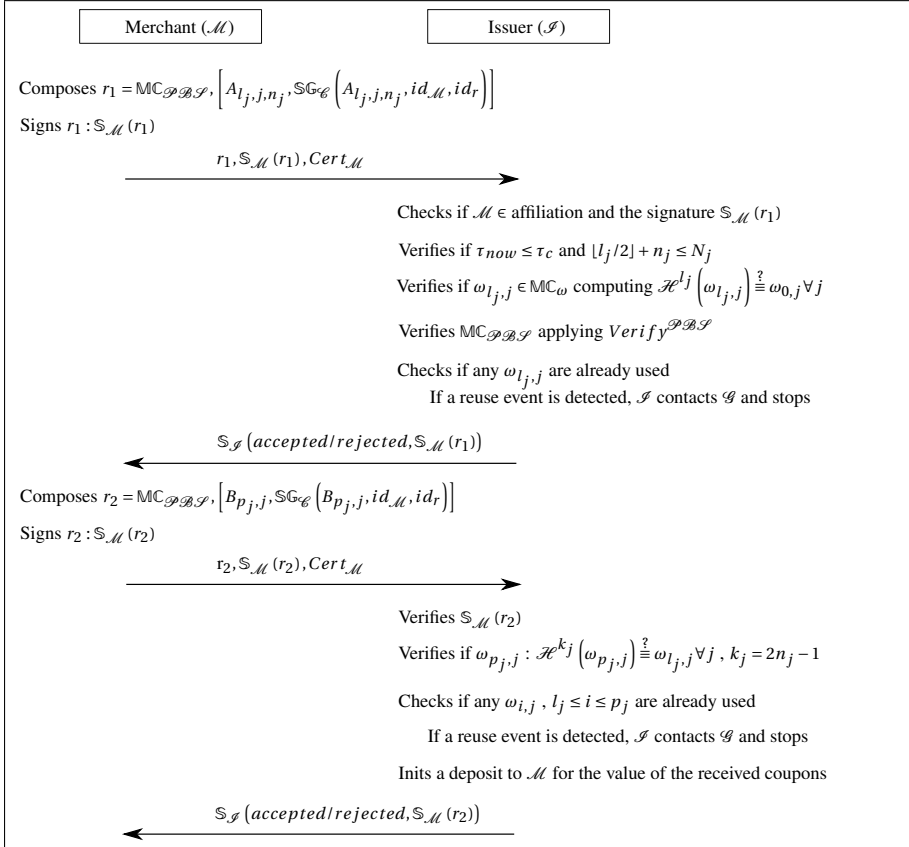 Merchant (ℳ)
Issuer (ℐ)
Composes r₁ = 𝕄ℂ_𝒫ℬ𝒮, [A_{l_j,j,n_j}, 𝕊𝔾_𝒞 (A_{l_j,j,n_j}, id_ℳ, id_r)]
Signs r₁ : 𝕊_ℳ(r₁)
r₁, 𝕊_ℳ(r₁), Cert_ℳ
Checks if ℳ ∈ affiliation and the signature 𝕊_ℳ(r₁)
Verifies if τ_{now} ≤ τ_c and ⌊l_j/2⌋ + n_j ≤ N_j
Verifies if ω_{l_j,j} ∈ 𝕄ℂ_ω computing ℋ^{l_j} (ω_{l_j,j}) ≟ ω_{0,j} ∀ j
Verifies 𝕄ℂ_𝒫ℬ𝒮 applying Verify^𝒫ℬ𝒮
Checks if any ω_{l_j,j} are already used
If a reuse event is detected, ℐ contacts 𝒢 and stops
𝕊_ℐ (accepted/rejected, 𝕊_ℳ(r₁))
Composes r₂ = 𝕄ℂ_𝒫ℬ𝒮, [B_{p_j,j}, 𝕊𝔾_𝒞 (B_{p_j,j}, id_ℳ, id_r)]
Signs r₂ : 𝕊_ℳ(r₂)
r₂, 𝕊_ℳ(r₂), Cert_ℳ
Verifies 𝕊_ℳ(r₂)
Verifies if ω_{p_j,j} : ℋ^{k_j} (ω_{p_j,j}) ≟ ω_{l_j,j} ∀ j , k_j = 2n_j − 1
Checks if any ω_{i,j} , l_j ≤ i ≤ p_j are already used
If a reuse event is detected, ℐ contacts 𝒢 and stops
Inits a deposit to ℳ for the value of the received coupons
𝕊_ℐ (accepted/rejected, 𝕊_ℳ(r₂))